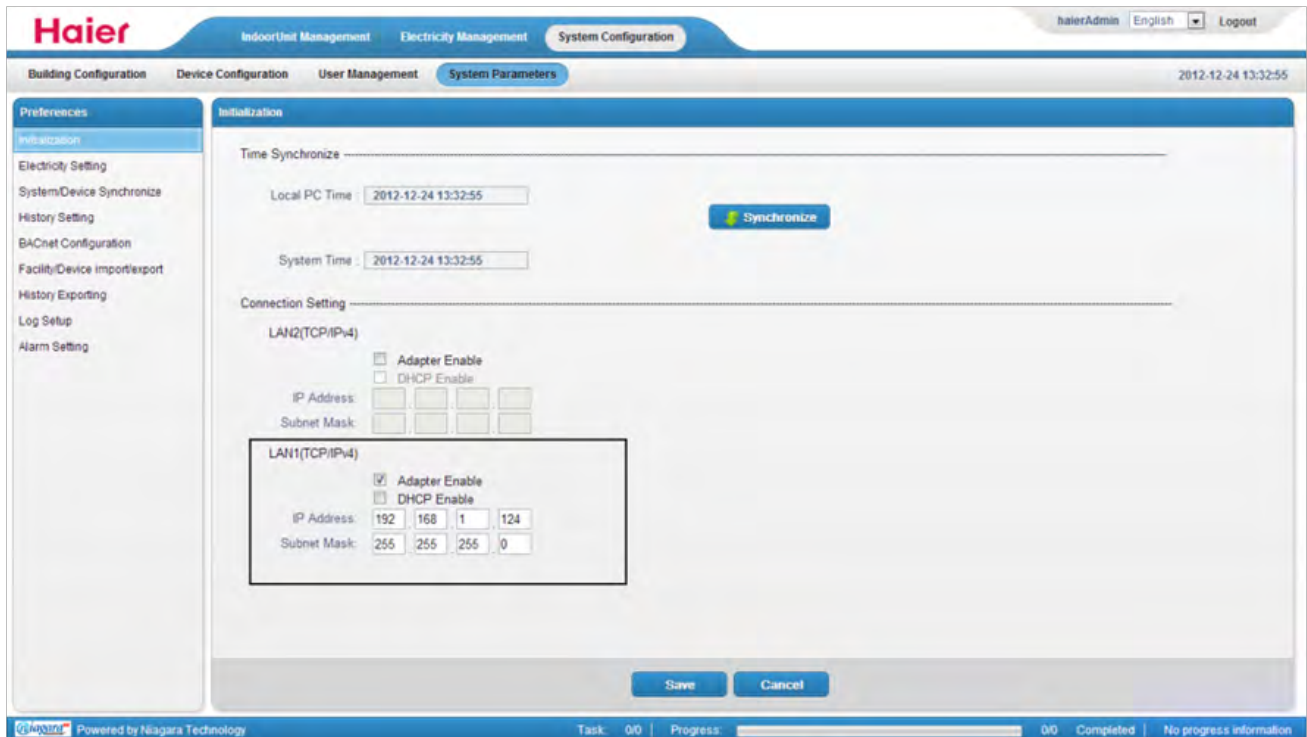 Haier
IndoorUnit Management Electricity Management System Configuration
haierAdmin English Logout
Building Configuration Device Configuration User Management System Parameters
2012-12-24 13:32:55
Preferences
Initialization
Electricity Setting
System/Device Synchronize
History Setting
BACnet Configuration
Facility/Device import/export
History Exporting
Log Setup
Alarm Setting
Initialization
Time Synchronize
Local PC Time : 2012-12-24 13:32:55
Synchronize
System Time : 2012-12-24 13:32:55
Connection Setting
LAN2(TCP/IPv4)
Adapter Enable
DHCP Enable
IP Address:
Subnet Mask:
LAN1(TCP/IPv4)
Adapter Enable
DHCP Enable
IP Address: 192 . 168 . 1 . 124
Subnet Mask: 255 . 255 . 255 . 0
Save Cancel
Niagara Powered by Niagara Technology
Task: 0/0 | Progress: 0/0 Completed | No progress information